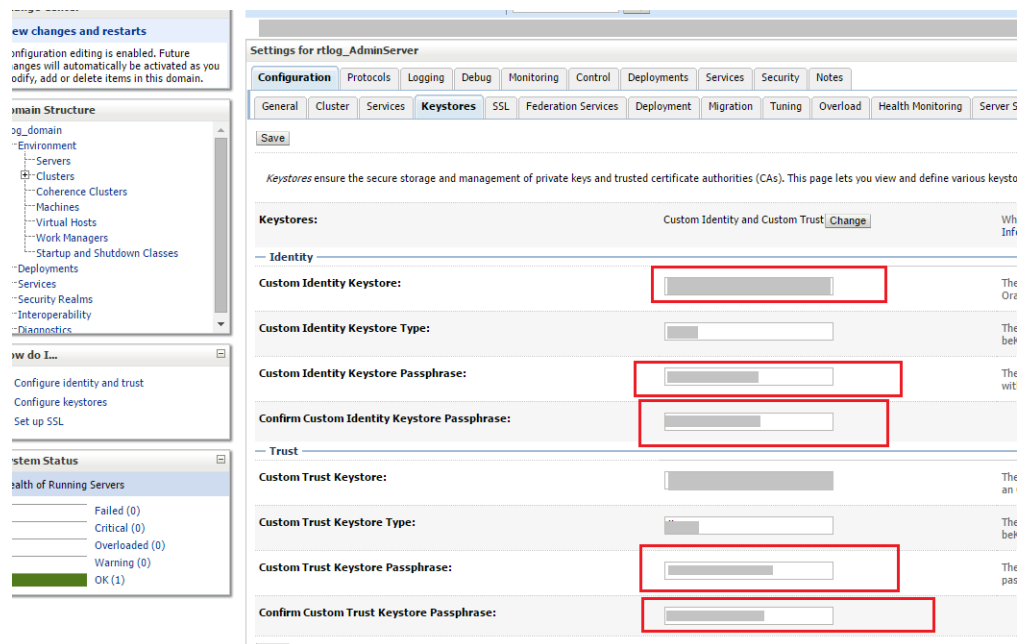 ew changes and restarts
onfiguration editing is enabled. Future
anges will automatically be activated as you
odify, add or delete items in this domain.
omain Structure
og_domain
Environment
Servers
Clusters
Coherence Clusters
Machines
Virtual Hosts
Work Managers
Startup and Shutdown Classes
Deployments
Services
Security Realms
Interoperability
Diagnostics
ow do I...
Configure identity and trust
Configure keystores
Set up SSL
stem Status
ealth of Running Servers
Failed (0)
Critical (0)
Overloaded (0)
Warning (0)
OK (1)
Settings for rtlog_AdminServer
Configuration Protocols Logging Debug Monitoring Control Deployments Services Security Notes
General Cluster Services Keystores SSL Federation Services Deployment Migration Tuning Overload Health Monitoring Server S
Save
Keystores ensure the secure storage and management of private keys and trusted certificate authorities (CAs). This page lets you view and define various keysto
Keystores: Custom Identity and Custom Trust Change Wh
Inf
Identity
Custom Identity Keystore: The
Ora
Custom Identity Keystore Type: The
beK
Custom Identity Keystore Passphrase: The
wit
Confirm Custom Identity Keystore Passphrase:
Trust
Custom Trust Keystore: The
an
Custom Trust Keystore Type: The
beK
Custom Trust Keystore Passphrase: The
pas
Confirm Custom Trust Keystore Passphrase: